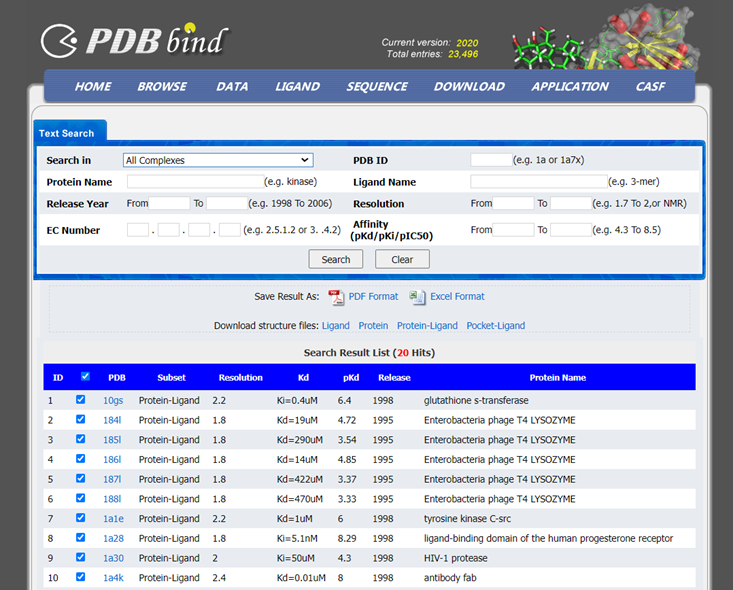 PDB bind
Current version: 2020
Total entries: 23,496
HOME BROWSE DATA LIGAND SEQUENCE DOWNLOAD APPLICATION CASF
Text Search
Search in All Complexes PDB ID (e.g. 1a or 1a7x)
Protein Name (e.g. kinase) Ligand Name (e.g. 3-mer)
Release Year From To (e.g. 1998 To 2006) Resolution From To (e.g. 1.7 To 2,or NMR)
EC Number . . . (e.g. 2.5.1.2 or 3. .4.2) Affinity (pKd/pKi/pIC50) From To (e.g. 4.3 To 8.5)
Search Clear
Save Result As: PDF Format Excel Format
Download structure files: Ligand Protein Protein-Ligand Pocket-Ligand
Search Result List (20 Hits)
ID PDB Subset Resolution Kd pKd Release Protein Name
1 10gs Protein-Ligand 2.2 Ki=0.4uM 6.4 1998 glutathione s-transferase
2 184l Protein-Ligand 1.8 Kd=19uM 4.72 1995 Enterobacteria phage T4 LYSOZYME
3 185l Protein-Ligand 1.8 Kd=290uM 3.54 1995 Enterobacteria phage T4 LYSOZYME
4 186l Protein-Ligand 1.8 Kd=14uM 4.85 1995 Enterobacteria phage T4 LYSOZYME
5 187l Protein-Ligand 1.8 Kd=422uM 3.37 1995 Enterobacteria phage T4 LYSOZYME
6 188l Protein-Ligand 1.8 Kd=470uM 3.33 1995 Enterobacteria phage T4 LYSOZYME
7 1a1e Protein-Ligand 2.2 Kd=1uM 6 1998 tyrosine kinase C-src
8 1a28 Protein-Ligand 1.8 Ki=5.1nM 8.29 1998 ligand-binding domain of the human progesterone receptor
9 1a30 Protein-Ligand 2 Ki=50uM 4.3 1998 HIV-1 protease
10 1a4k Protein-Ligand 2.4 Kd=0.01uM 8 1998 antibody fab